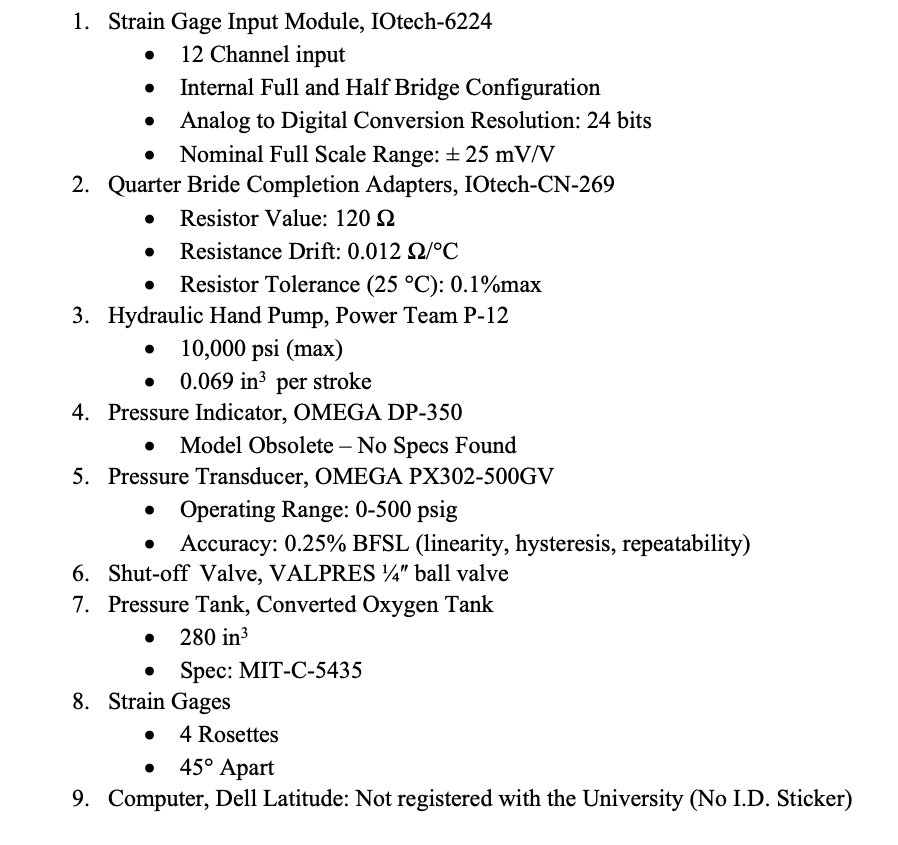 1. Strain Gage Input Module, IOtech-6224
• 12 Channel input
• Internal Full and Half Bridge Configuration
• Analog to Digital Conversion Resolution: 24 bits
• Nominal Full Scale Range: ± 25 mV/V
2. Quarter Bride Completion Adapters, IOtech-CN-269
• Resistor Value: 120 Ω
• Resistance Drift: 0.012 Ω/°C
• Resistor Tolerance (25 °C): 0.1%max
3. Hydraulic Hand Pump, Power Team P-12
• 10,000 psi (max)
• 0.069 in³ per stroke
4. Pressure Indicator, OMEGA DP-350
• Model Obsolete – No Specs Found
5. Pressure Transducer, OMEGA PX302-500GV
• Operating Range: 0-500 psig
• Accuracy: 0.25% BFSL (linearity, hysteresis, repeatability)
6. Shut-off Valve, VALPRES ¼″ ball valve
7. Pressure Tank, Converted Oxygen Tank
• 280 in³
• Spec: MIT-C-5435
8. Strain Gages
• 4 Rosettes
• 45° Apart
9. Computer, Dell Latitude: Not registered with the University (No I.D. Sticker)